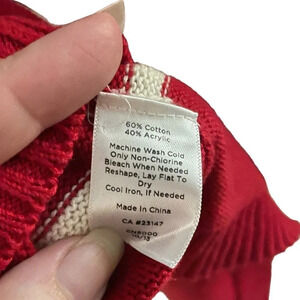 60% Cotton
40% Acrylic
Machine Wash Cold
Only Non-Chlorine
Bleach When Needed
Reshape, Lay Flat To
Dry
Cool Iron, If Needed
Made In China
CA #23147